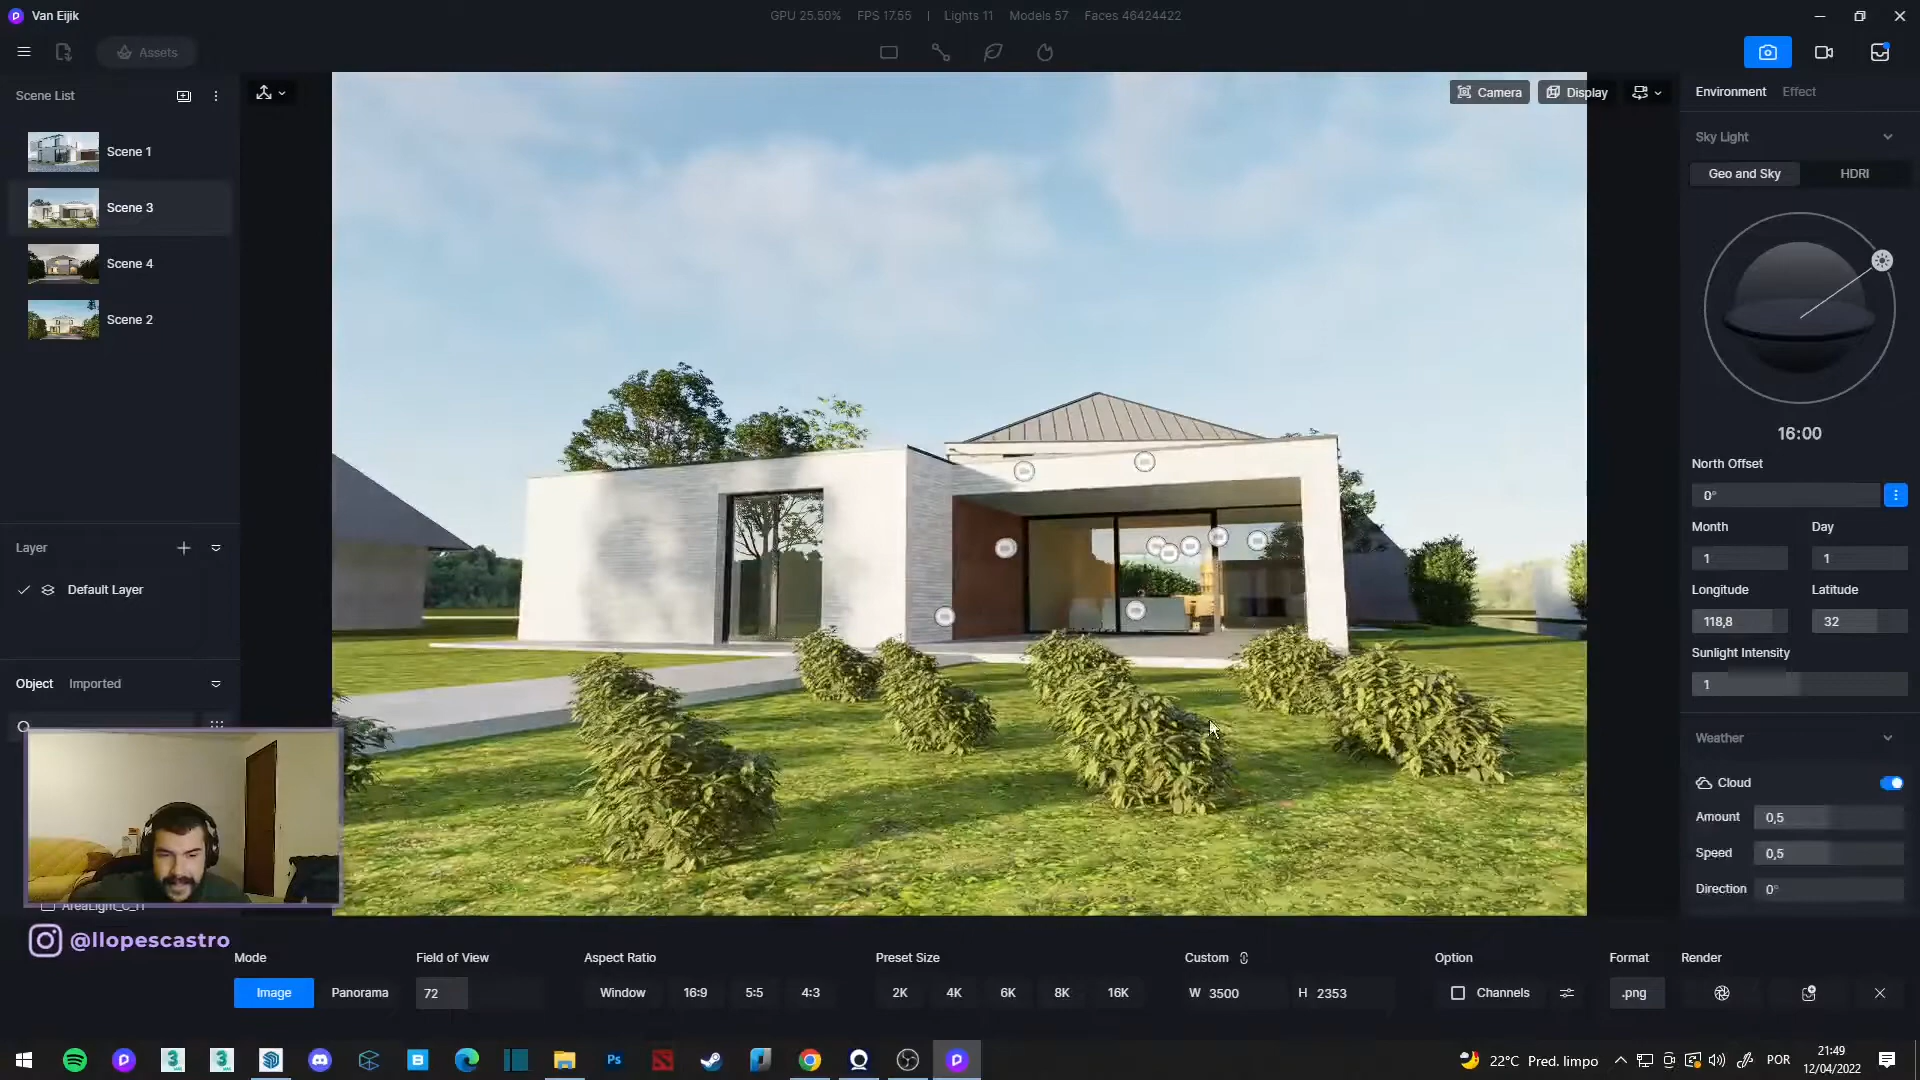 Van Eijik
GPU 25.50% FPS 17.55 | Lights 11 Models 57 Faces 46424422
Assets
Scene List
Scene 1
Scene 3
Scene 4
Scene 2
Layer
Default Layer
Object Imported
AreaLight_C_11
@llopescastro
Camera
Display
Environment Effect
Sky Light
Geo and Sky HDRI
16:00
North Offset
0°
Month Day
1 1
Longitude Latitude
118,8 32
Sunlight Intensity
1
Weather
Cloud
Amount 0,5
Speed 0,5
Direction 0°
Mode Field of View Aspect Ratio Preset Size Custom Option Format Render
Image Panorama 72 Window 16:9 5:5 4:3 2K 4K 6K 8K 16K W 3500 H 2353 Channels .png
Ps
22°C Pred. limpo
POR
21:49
12/04/2022